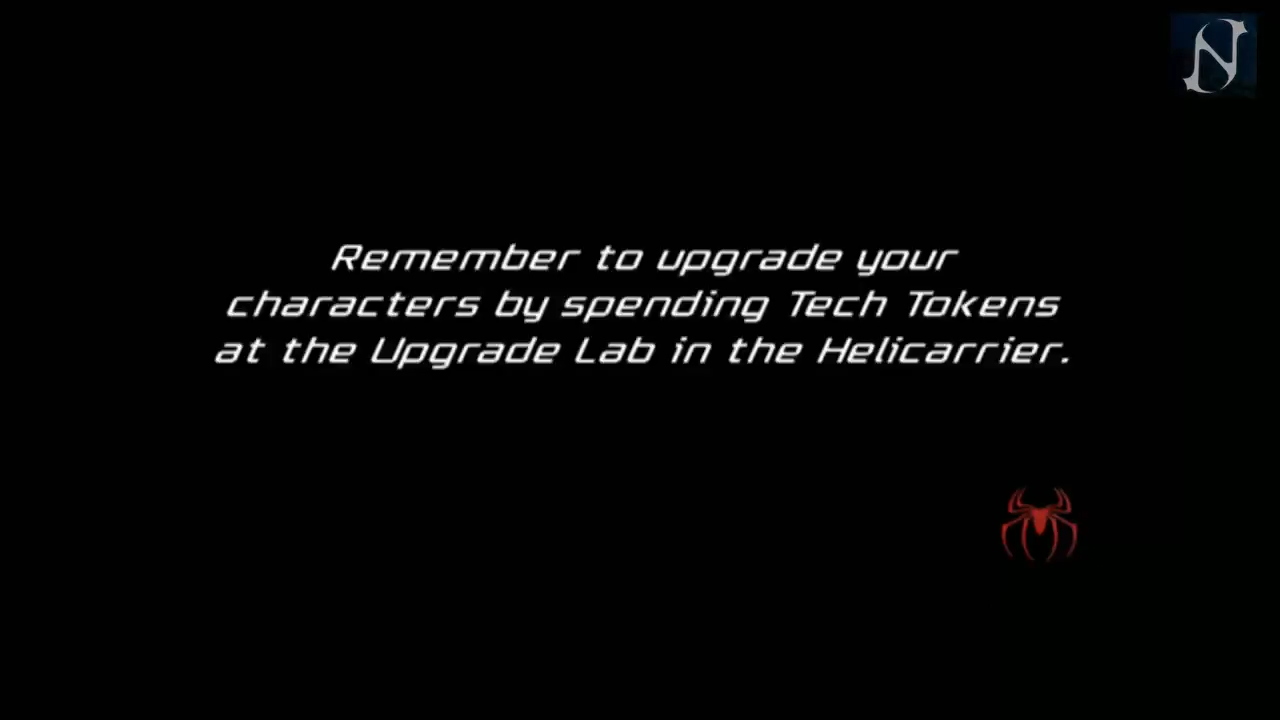 Remember to upgrade your
characters by spending Tech Tokens
at the Upgrade Lab in the Helicarrier.